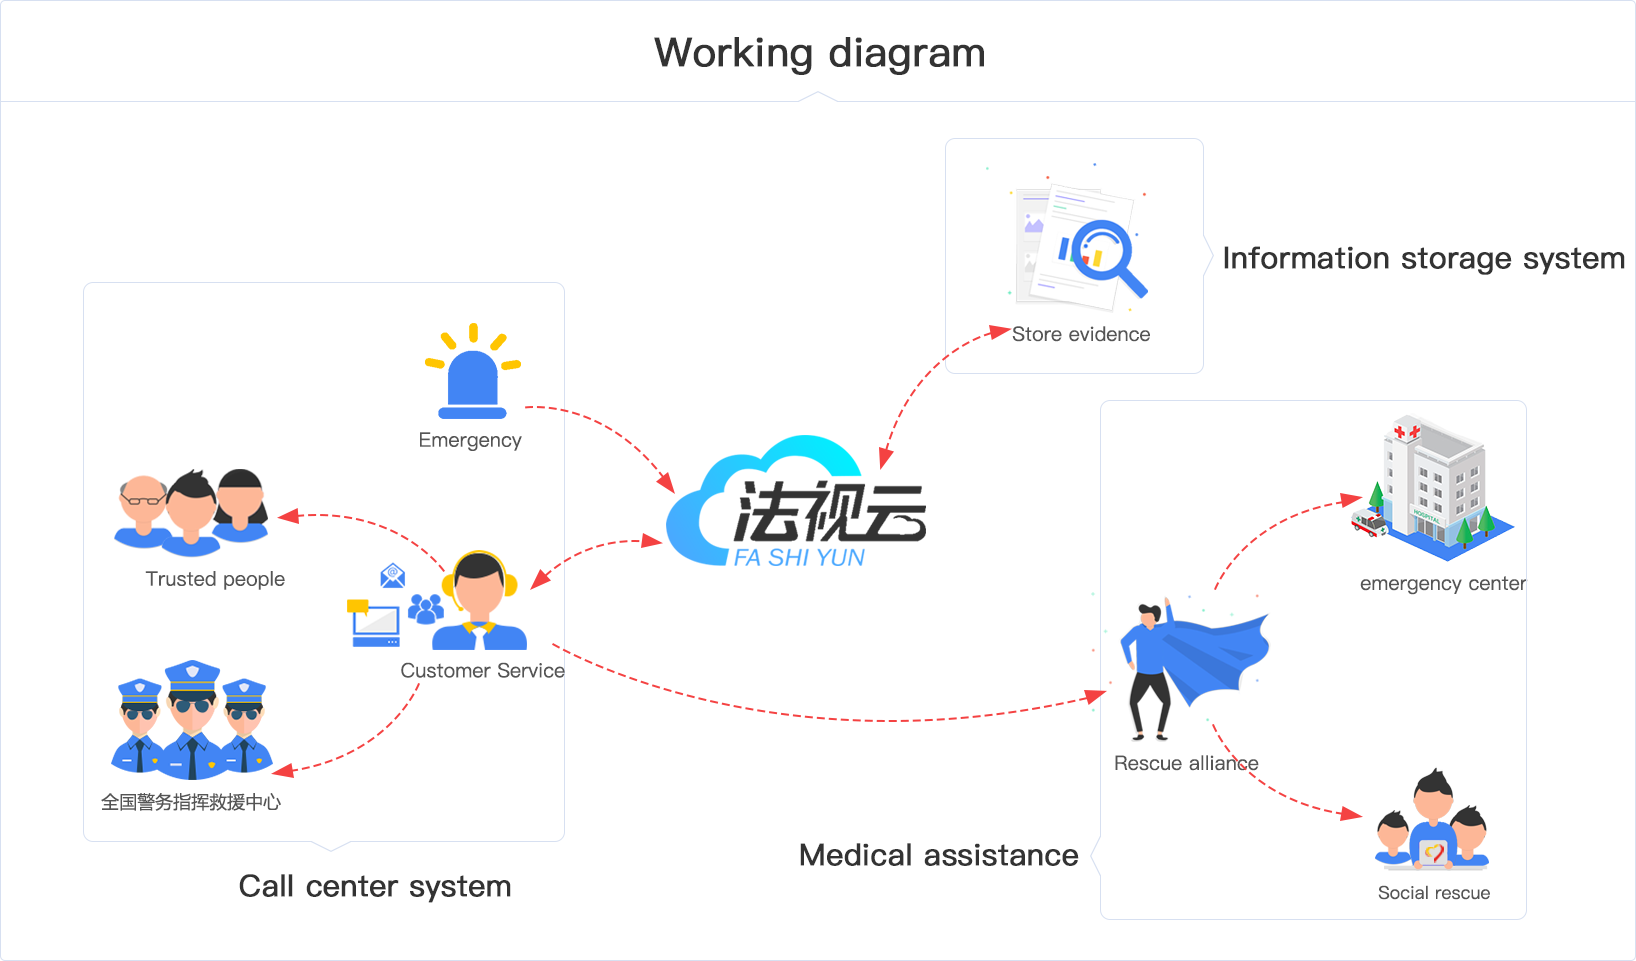 Working diagram
Store evidence
Information storage system
Emergency
法视云
FA SHI YUN
HOSPITAL
emergency center
Trusted people
@
Customer Service
Rescue alliance
全国警务指挥救援中心
Medical assistance
Call center system
Social rescue